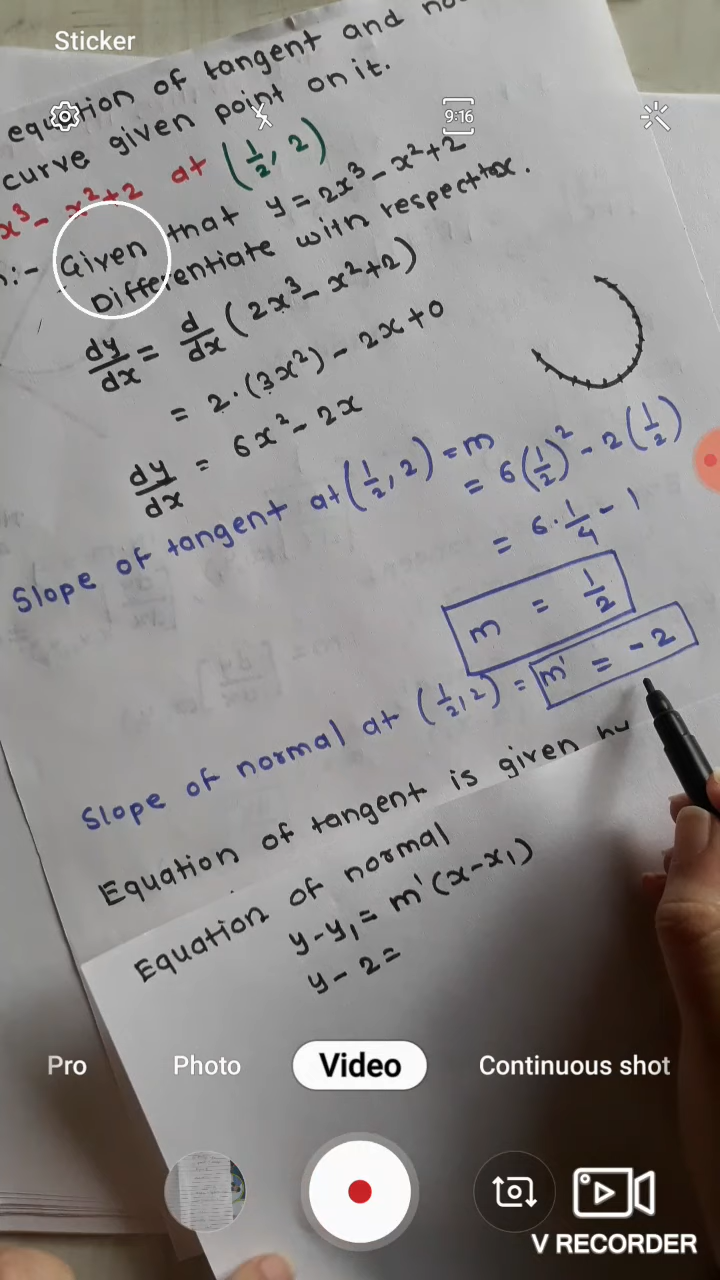 Sticker
equation of tangent and
curve given point on it.
9:16
x³ - x²+2 at (1/2, 2)
:- Given that y = 2x³ - x²+2
Differentiate with respect to x.
dy/dx = d/dx (2x³ - x²+2)
= 2·(3x²) - 2x+0
dy/dx = 6x² - 2x
Slope of tangent at (1/2, 2) = m
= 6(1/2)² - 2(1/2)
= 6·1/4 - 1
m = 1/2
Slope of normal at (1/2, 2) = m' = -2
Equation of tangent is given
Equation of normal
y-y₁ = m'(x-x₁)
y - 2 =
Pro Photo Video Continuous shot
V RECORDER